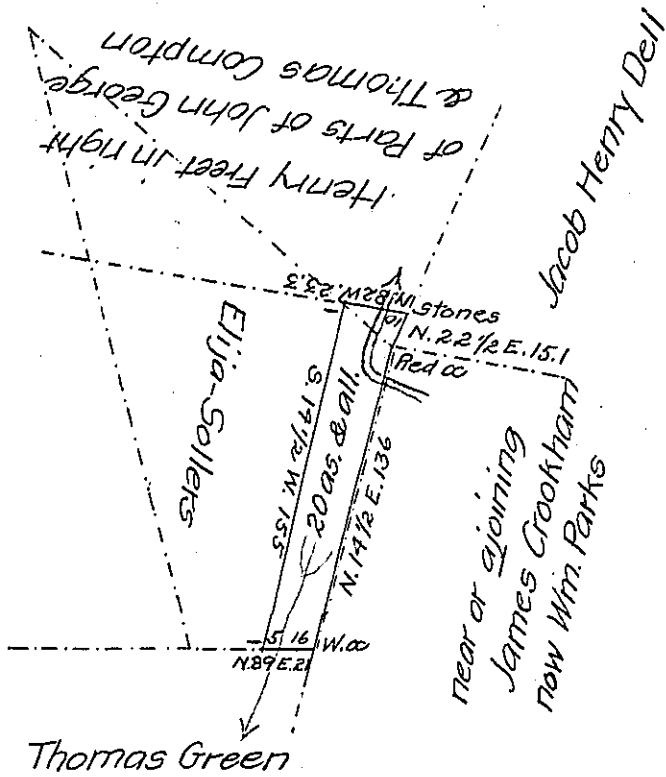 Henry Freet in right
of Parts of John George
& Thomas Compton
Jacob Henry Dell
N. 82 W. 23.3
10
Stones
N. 22 1/2 E. 15.1
Red oo
Elija Sollers
S. 14 1/2 W. 155
20 as. & all.
N. 14 1/2 E. 136
near or ajoining
James Crookham
now Wm. Parks
5 16
W. oo
N. 89 E. 21
Thomas Green